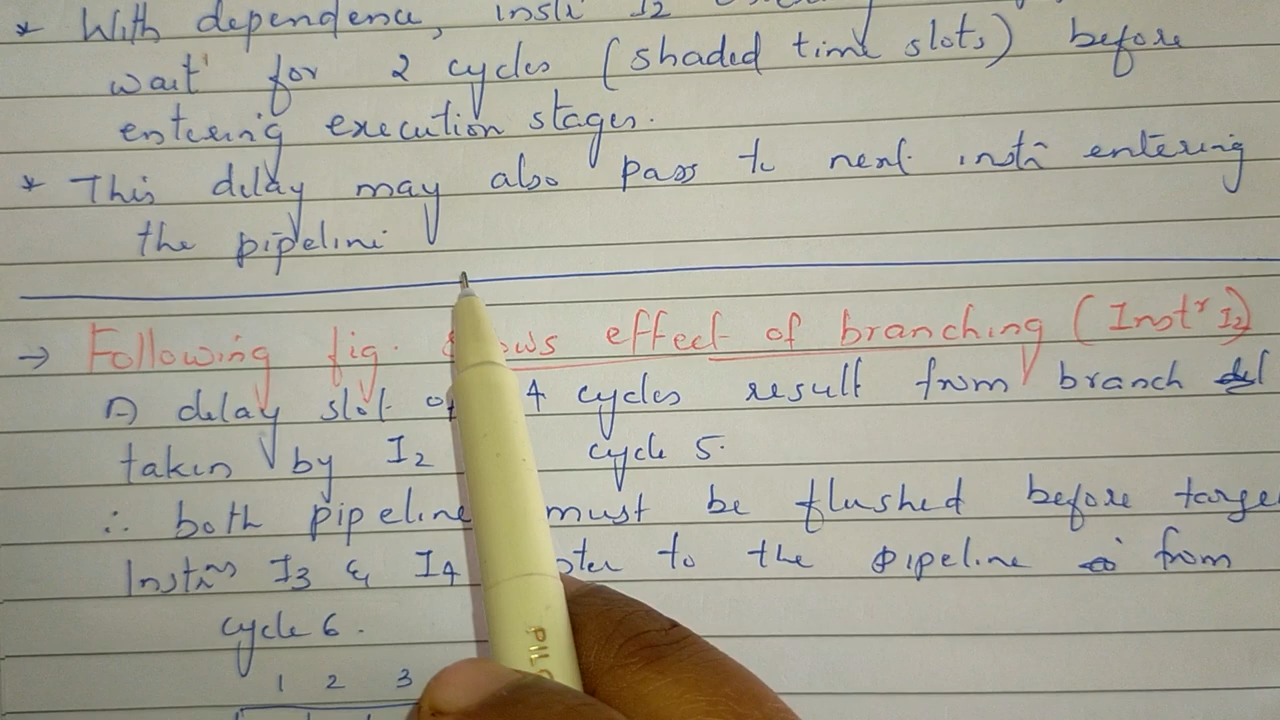 * With dependence, instr I2
wait for 2 cycles (shaded time slots) before
entering execution stages.
* This delay may also pass to next instr entering
the pipeline
→ Following fig. shows effect of branching (Instr I2)
A delay slot of 4 cycles result from branch
taken by I2 cycle 5.
∴ both pipeline must be flushed before targe
Instrns I3 & I4 to the pipeline from
cycle 6.
1 2 3
PILO